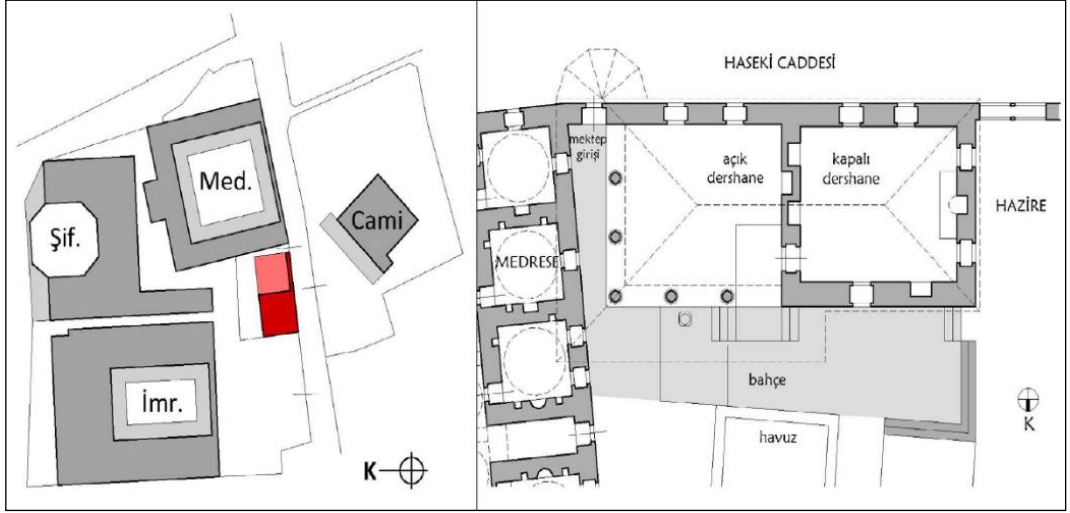 Med.
Cami
Şif.
İmr.
K
HASEKİ CADDESİ
mektep
girişi
açık
dershane
kapalı
dershane
HAZİRE
MEDRESE
bahçe
havuz
K